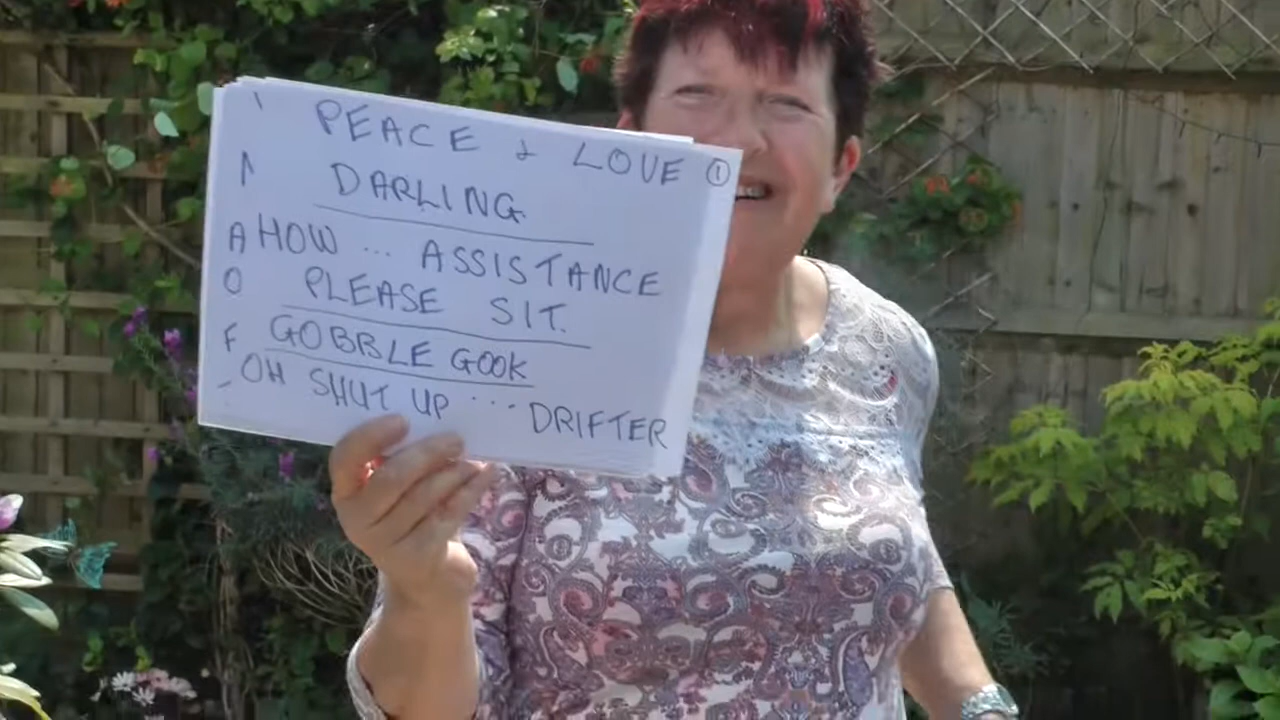 PEACE & LOVE ①
DARLING
A HOW ... ASSISTANCE
O PLEASE SIT.
F GOBBLE GOOK
OH SHUT UP ... DRIFTER